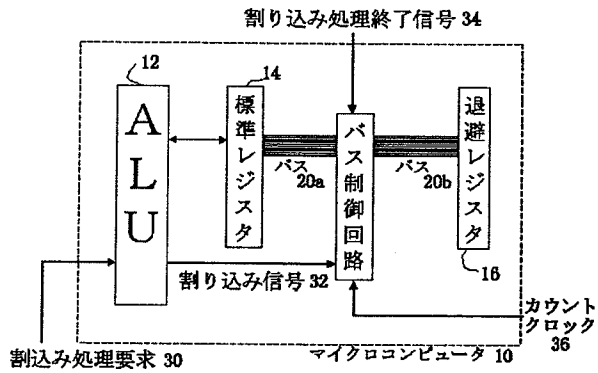 割り込み処理終了信号 34
12
14
ALU
標準レジスタ
バス
20a
バス制御回路
バス
20b
退避レジスタ
16
割り込み信号 32
カウント
クロック
36
割込み処理要求 30
マイクロコンピュータ 10